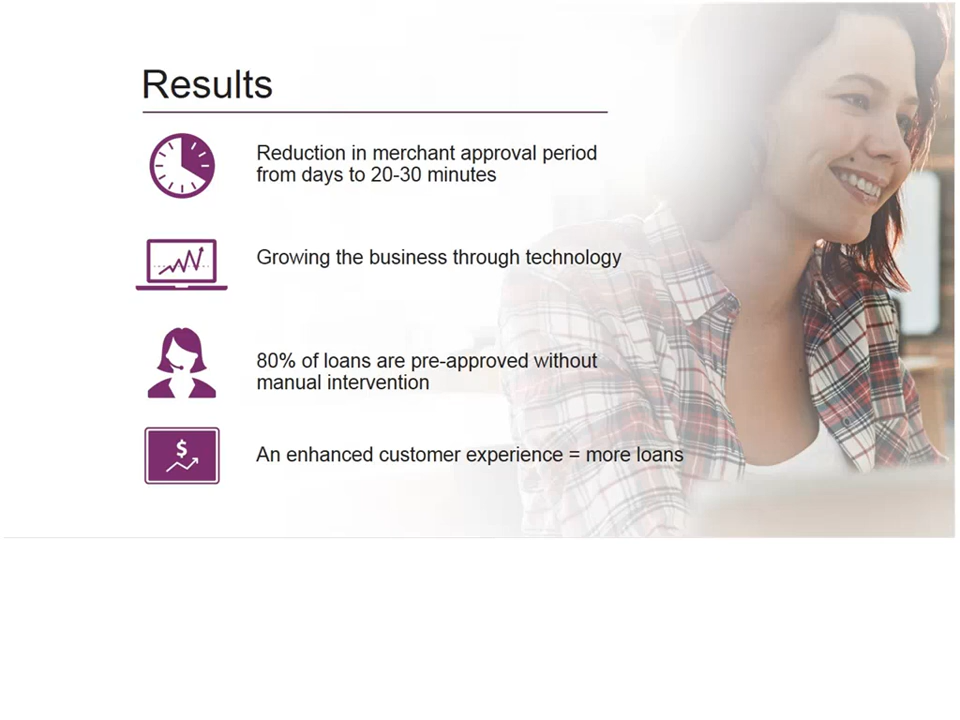 Results
Reduction in merchant approval period
from days to 20-30 minutes
Growing the business through technology
80% of loans are pre-approved without
manual intervention
$
An enhanced customer experience = more loans